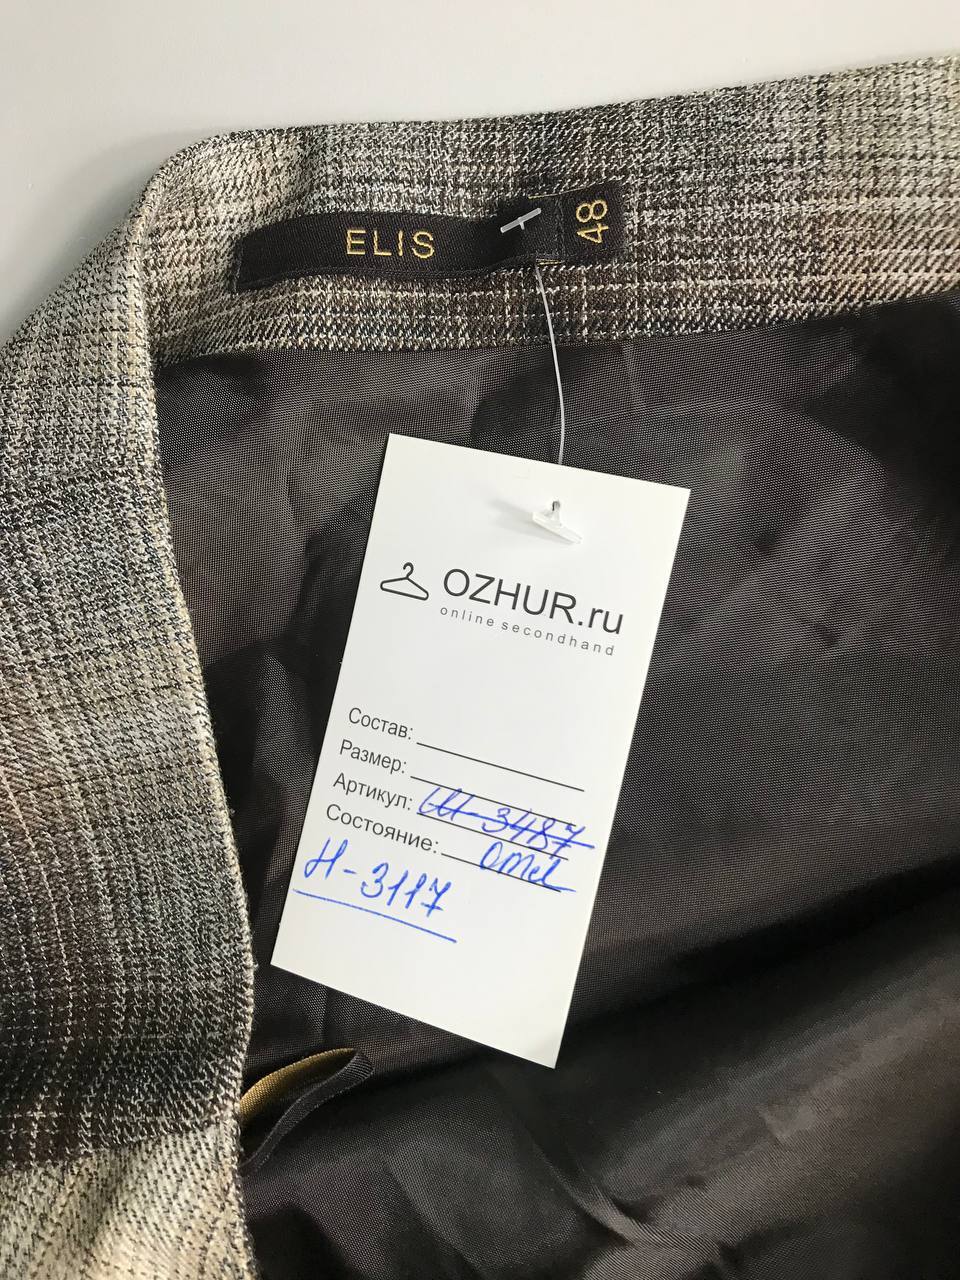 ELIS
48
OZHUR.ru
online secondhand
Состав:
Размер:
Артикул: Ш-3487
Состояние: отл
Н-3117